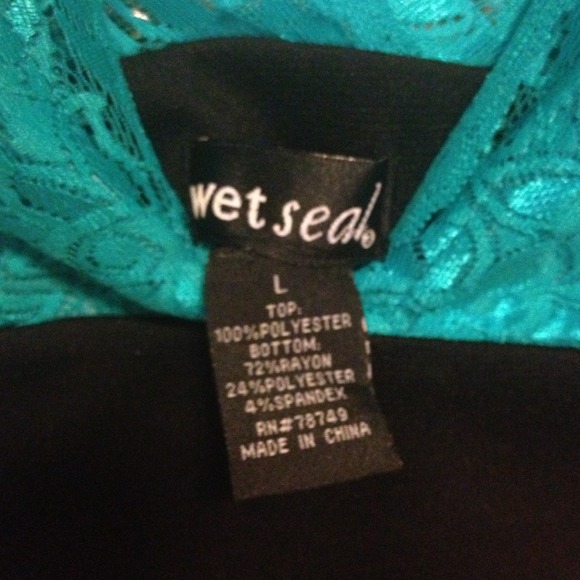 wet seal®
L
TOP:
100%POLYESTER
BOTTOM:
72%RAYON
24%POLYESTER
4%SPANDEX
RN#78749
MADE IN CHINA